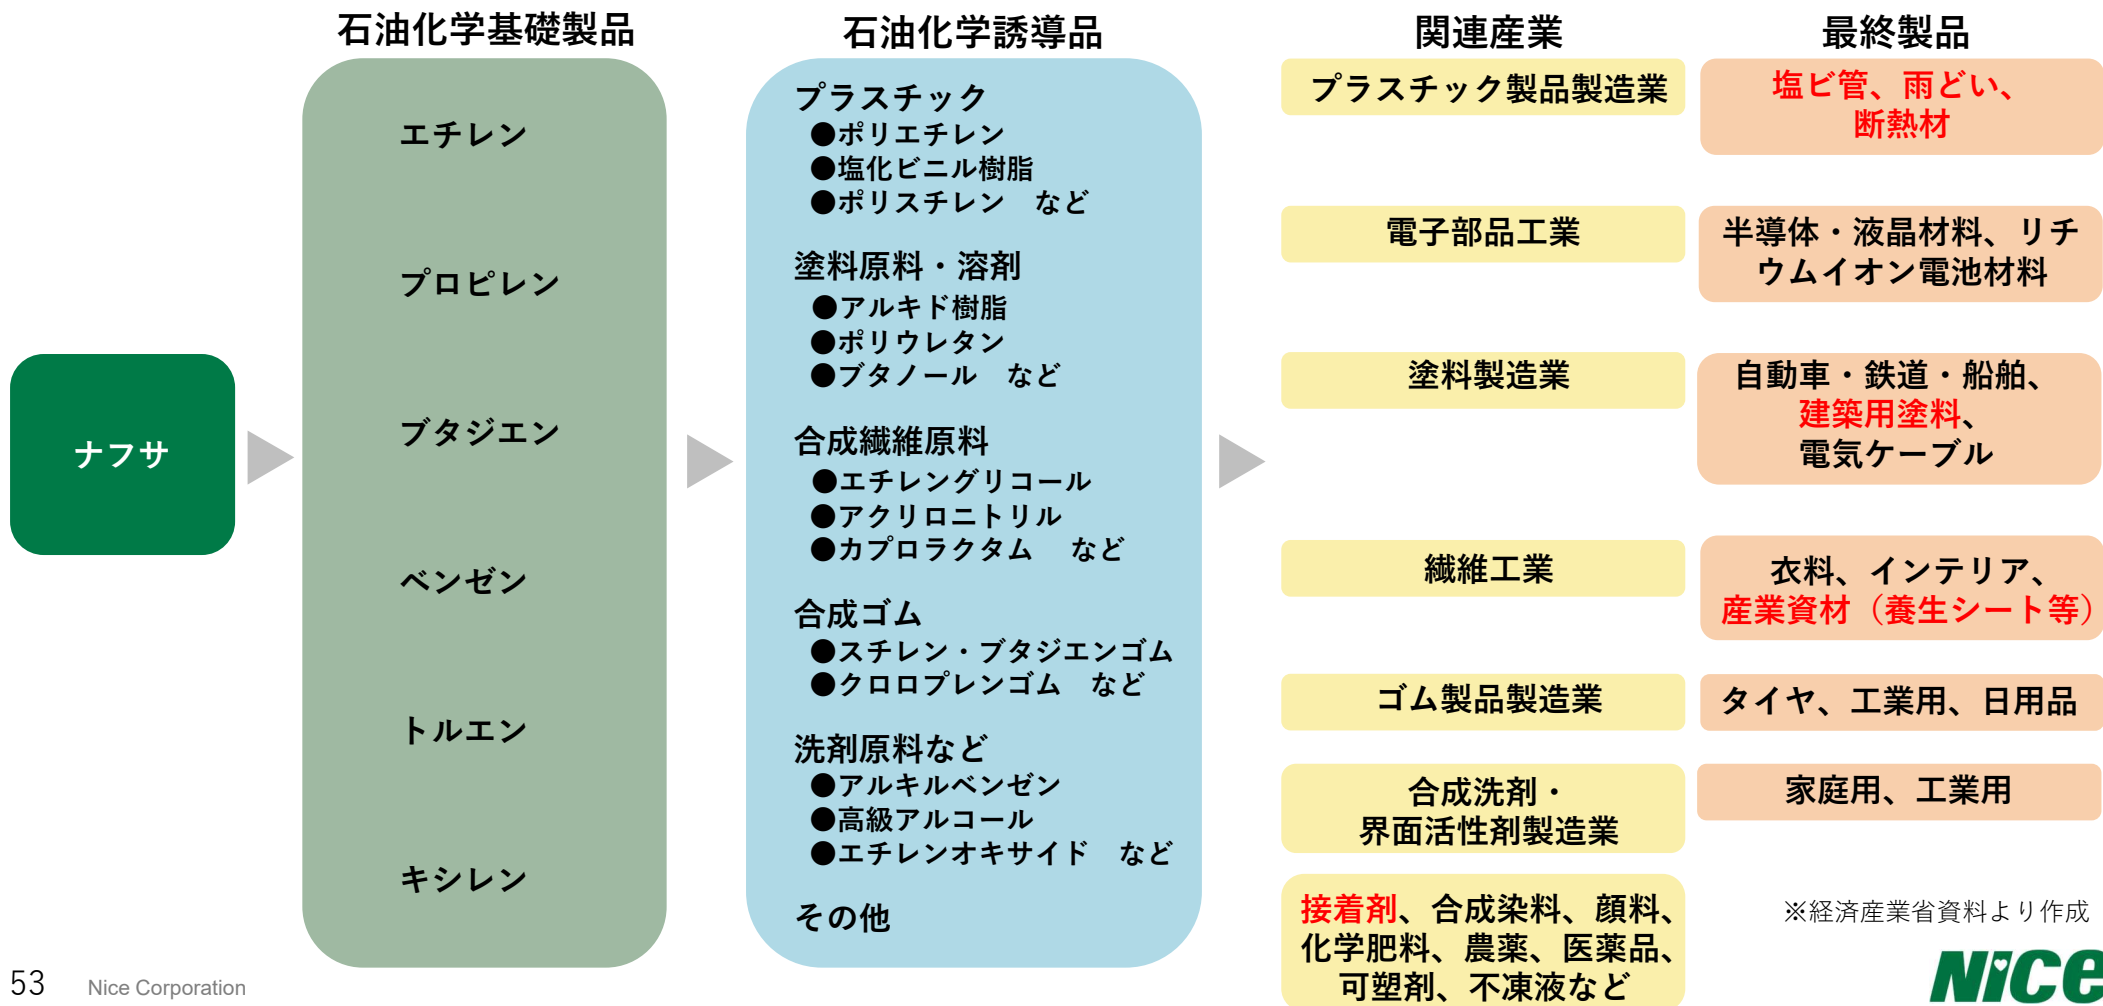 石油化学基礎製品
石油化学誘導品
関連産業
最終製品
ナフサ
エチレン
プロピレン
ブタジエン
ベンゼン
トルエン
キシレン
プラスチック
●ポリエチレン
●塩化ビニル樹脂
●ポリスチレン　など
塗料原料・溶剤
●アルキド樹脂
●ポリウレタン
●ブタノール　など
合成繊維原料
●エチレングリコール
●アクリロニトリル
●カプロラクタム　など
合成ゴム
●スチレン・ブタジエンゴム
●クロロプレンゴム　など
洗剤原料など
●アルキルベンゼン
●高級アルコール
●エチレンオキサイド　など
その他
プラスチック製品製造業
塩ビ管、雨どい、
断熱材
電子部品工業
半導体・液晶材料、リチ
ウムイオン電池材料
塗料製造業
自動車・鉄道・船舶、
建築用塗料、
電気ケーブル
繊維工業
衣料、インテリア、
産業資材（養生シート等）
ゴム製品製造業
タイヤ、工業用、日用品
合成洗剤・
界面活性剤製造業
家庭用、工業用
接着剤、合成染料、顔料、
化学肥料、農薬、医薬品、
可塑剤、不凍液など
※経済産業省資料より作成
53 Nice Corporation
Nice